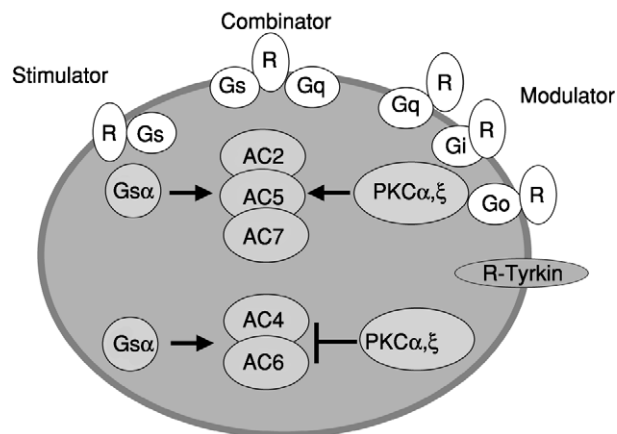 Combinator
Stimulator
Modulator
R
Gs
Gq
R
Gq
R
Gi
R
Gs
R
Go
R
AC2
Gsα
AC5
PKCα,ξ
AC7
R-Tyrkin
Gsα
AC4
AC6
PKCα,ξ